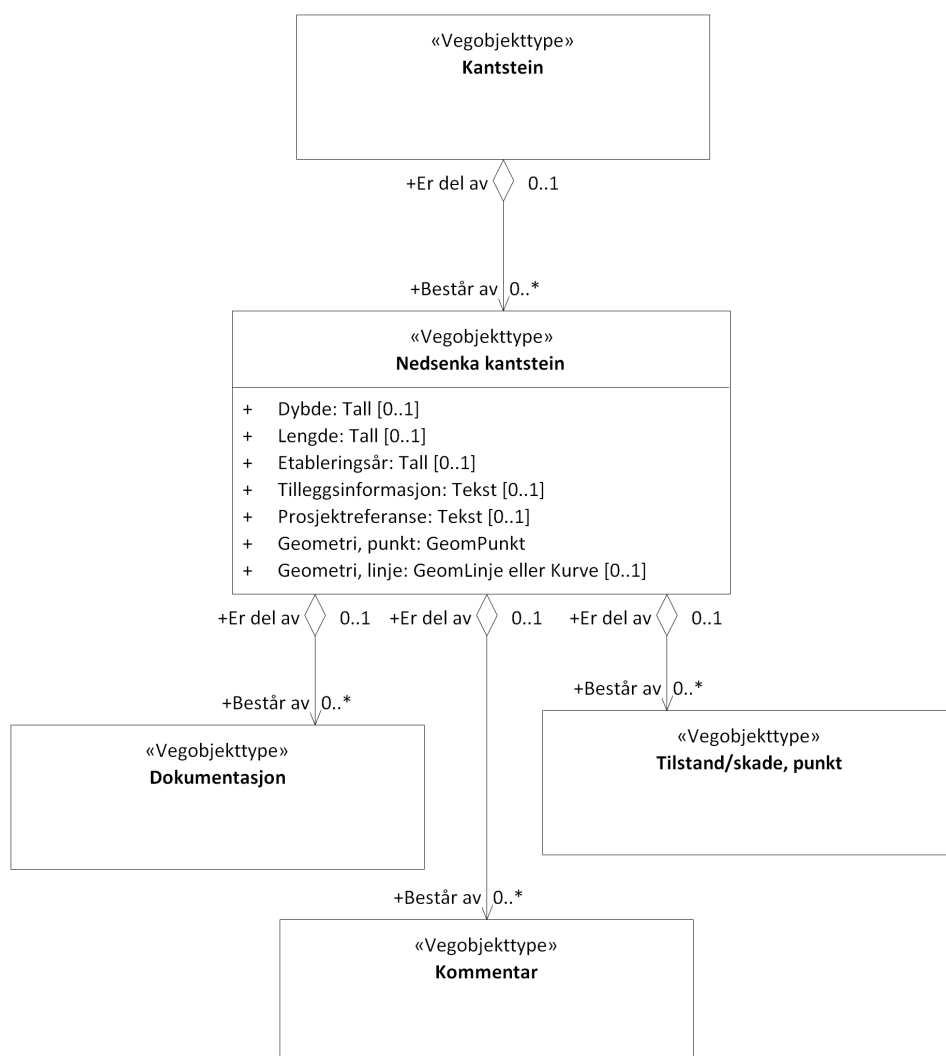 «Vegobjekttype»
Kantstein
+Er del av 0..1
+Består av 0..*
«Vegobjekttype»
Nedsenka kantstein
+ Dybde: Tall [0..1]
+ Lengde: Tall [0..1]
+ Etableringsår: Tall [0..1]
+ Tilleggsinformasjon: Tekst [0..1]
+ Prosjektreferanse: Tekst [0..1]
+ Geometri, punkt: GeomPunkt
+ Geometri, linje: GeomLinje eller Kurve [0..1]
+Er del av 0..1 +Er del av 0..1 +Er del av 0..1
+Består av 0..*
+Består av 0..*
«Vegobjekttype»
Tilstand/skade, punkt
«Vegobjekttype»
Dokumentasjon
+Består av 0..*
«Vegobjekttype»
Kommentar